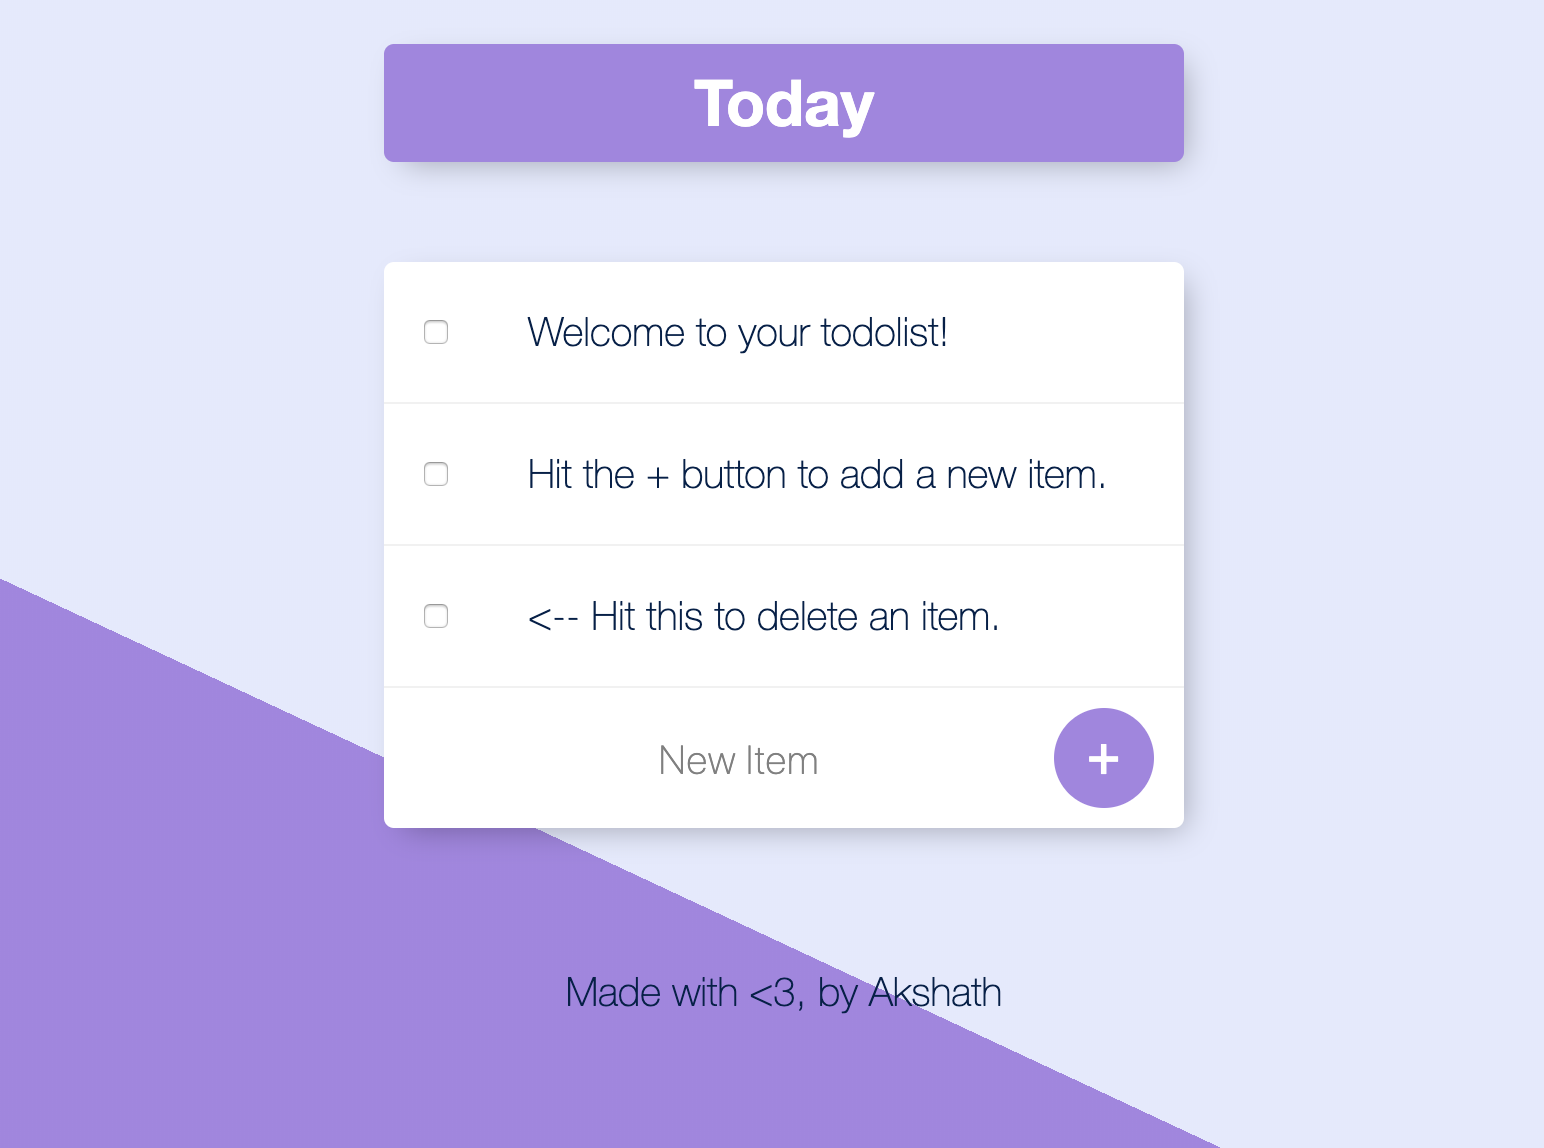 Today
Welcome to your todolist!
Hit the + button to add a new item.
<-- Hit this to delete an item.
New Item +
Made with <3, by Akshath